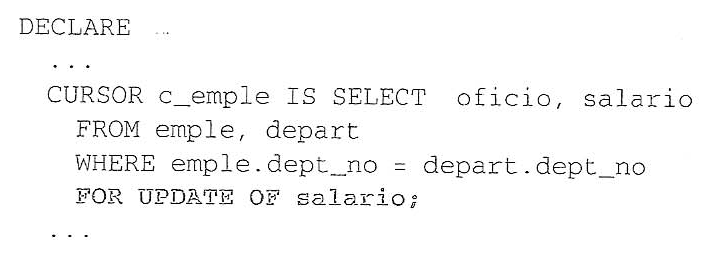 DECLARE ..
...
CURSOR c_emple IS SELECT oficio, salario
FROM emple, depart
WHERE emple.dept_no = depart.dept_no
FOR UPDATE OF salario;
...